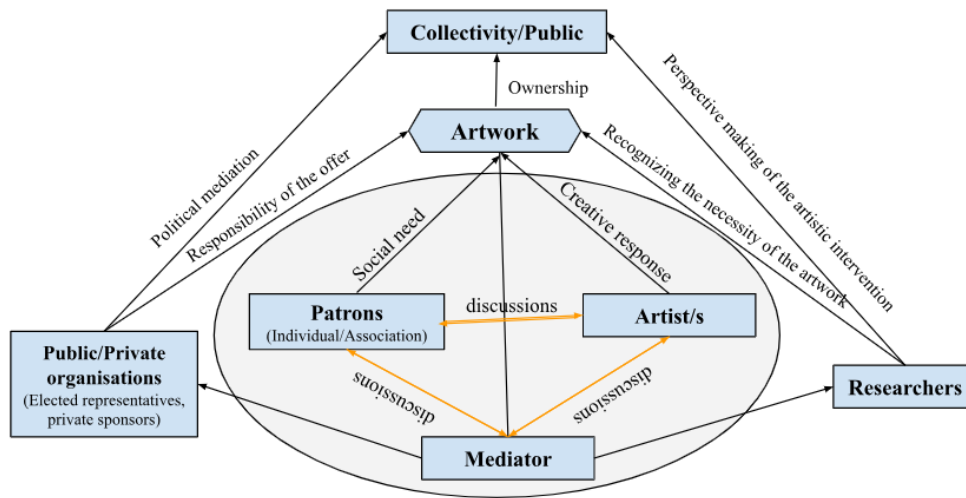 Collectivity/Public
Ownership
Artwork
Political mediation
Responsibility of the offer
Social need
Creative response
Recognizing the necessity of the artwork
Perspective making of the artistic intervention
Patrons
(Individual/Association)
discussions
Artist/s
Public/Private
organisations
(Elected representatives,
private sponsors)
discussions
discussions
Researchers
Mediator